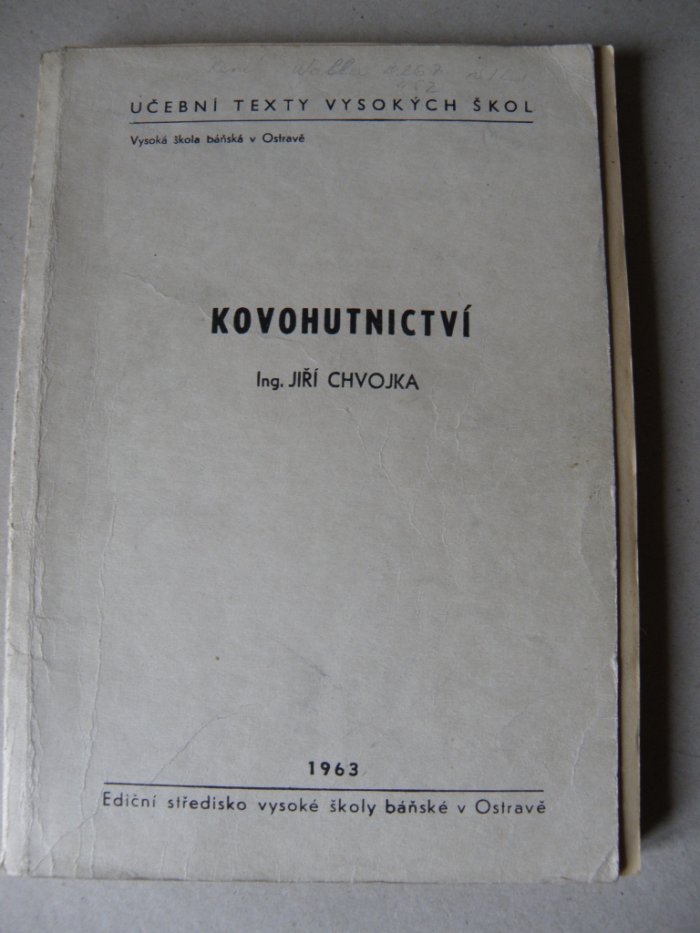 UČEBNÍ TEXTY VYSOKÝCH ŠKOL
Vysoká škola báňská v Ostravě
KOVOHUTNICTVÍ
Ing. JIŘÍ CHVOJKA
1963
Ediční středisko vysoké školy báňské v Ostravě